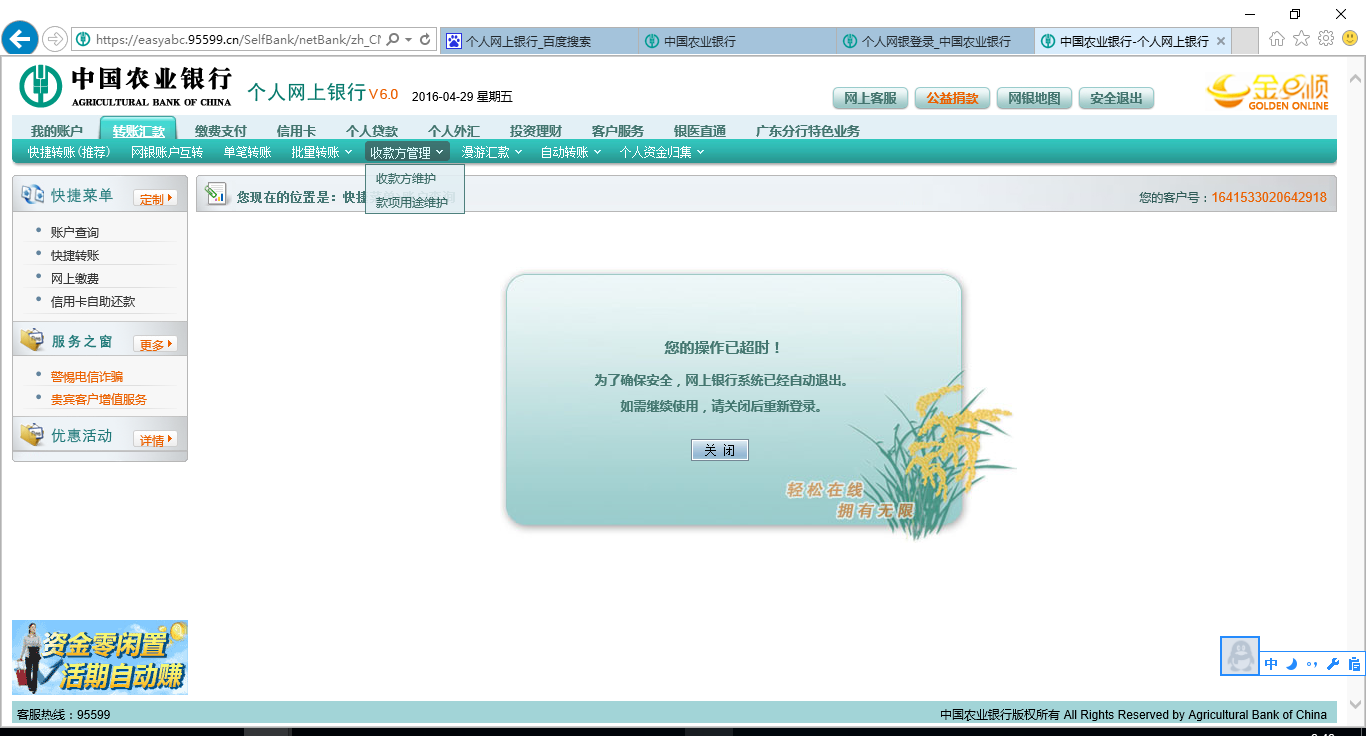 https://easyabc.95599.cn/SelfBank/netBank/zh_CN
个人网上银行_百度搜索
中国农业银行
个人网银登录_中国农业银行
中国农业银行-个人网上银行
中国农业银行
AGRICULTURAL BANK OF CHINA
个人网上银行 V6.0
2016-04-29 星期五
网上客服 公益捐款 网银地图 安全退出
金e顺
GOLDEN ONLINE
我的账户 转账汇款 缴费支付 信用卡 个人贷款 个人外汇 投资理财 客户服务 银医直通 广东分行特色业务
快捷转账(推荐) 网银账户互转 单笔转账 批量转账 收款方管理 漫游汇款 自动转账 个人资金归集
收款方维护
款项用途维护
快捷菜单 定制
您现在的位置是：快捷
您的客户号：1641533020642918
账户查询
快捷转账
网上缴费
信用卡自助还款
服务之窗 更多
警惕电信诈骗
贵宾客户增值服务
优惠活动 详情
您的操作已超时！
为了确保安全，网上银行系统已经自动退出。
如需继续使用，请关闭后重新登录。
关 闭
轻松在线
拥有无限
资金零闲置
活期自动赚
中
客服热线：95599
中国农业银行版权所有 All Rights Reserved by Agricultural Bank of China